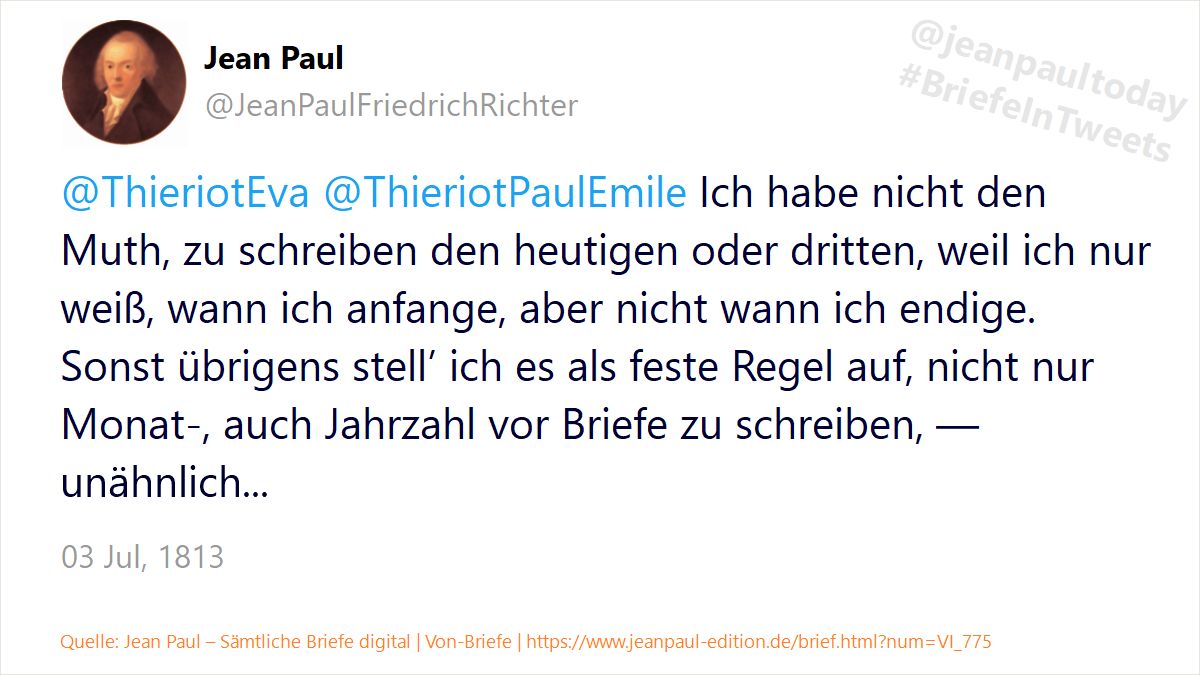 Jean Paul
@JeanPaulFriedrichRichter
@jeanpaultoday
#BriefeInTweets
@ThieriotEva @ThieriotPaulEmile Ich habe nicht den
Muth, zu schreiben den heutigen oder dritten, weil ich nur
weiß, wann ich anfange, aber nicht wann ich endige.
Sonst übrigens stell’ ich es als feste Regel auf, nicht nur
Monat-, auch Jahrzahl vor Briefe zu schreiben, —
unähnlich...
03 Jul, 1813
Quelle: Jean Paul – Sämtliche Briefe digital | Von-Briefe | https://www.jeanpaul-edition.de/brief.html?num=VI_775